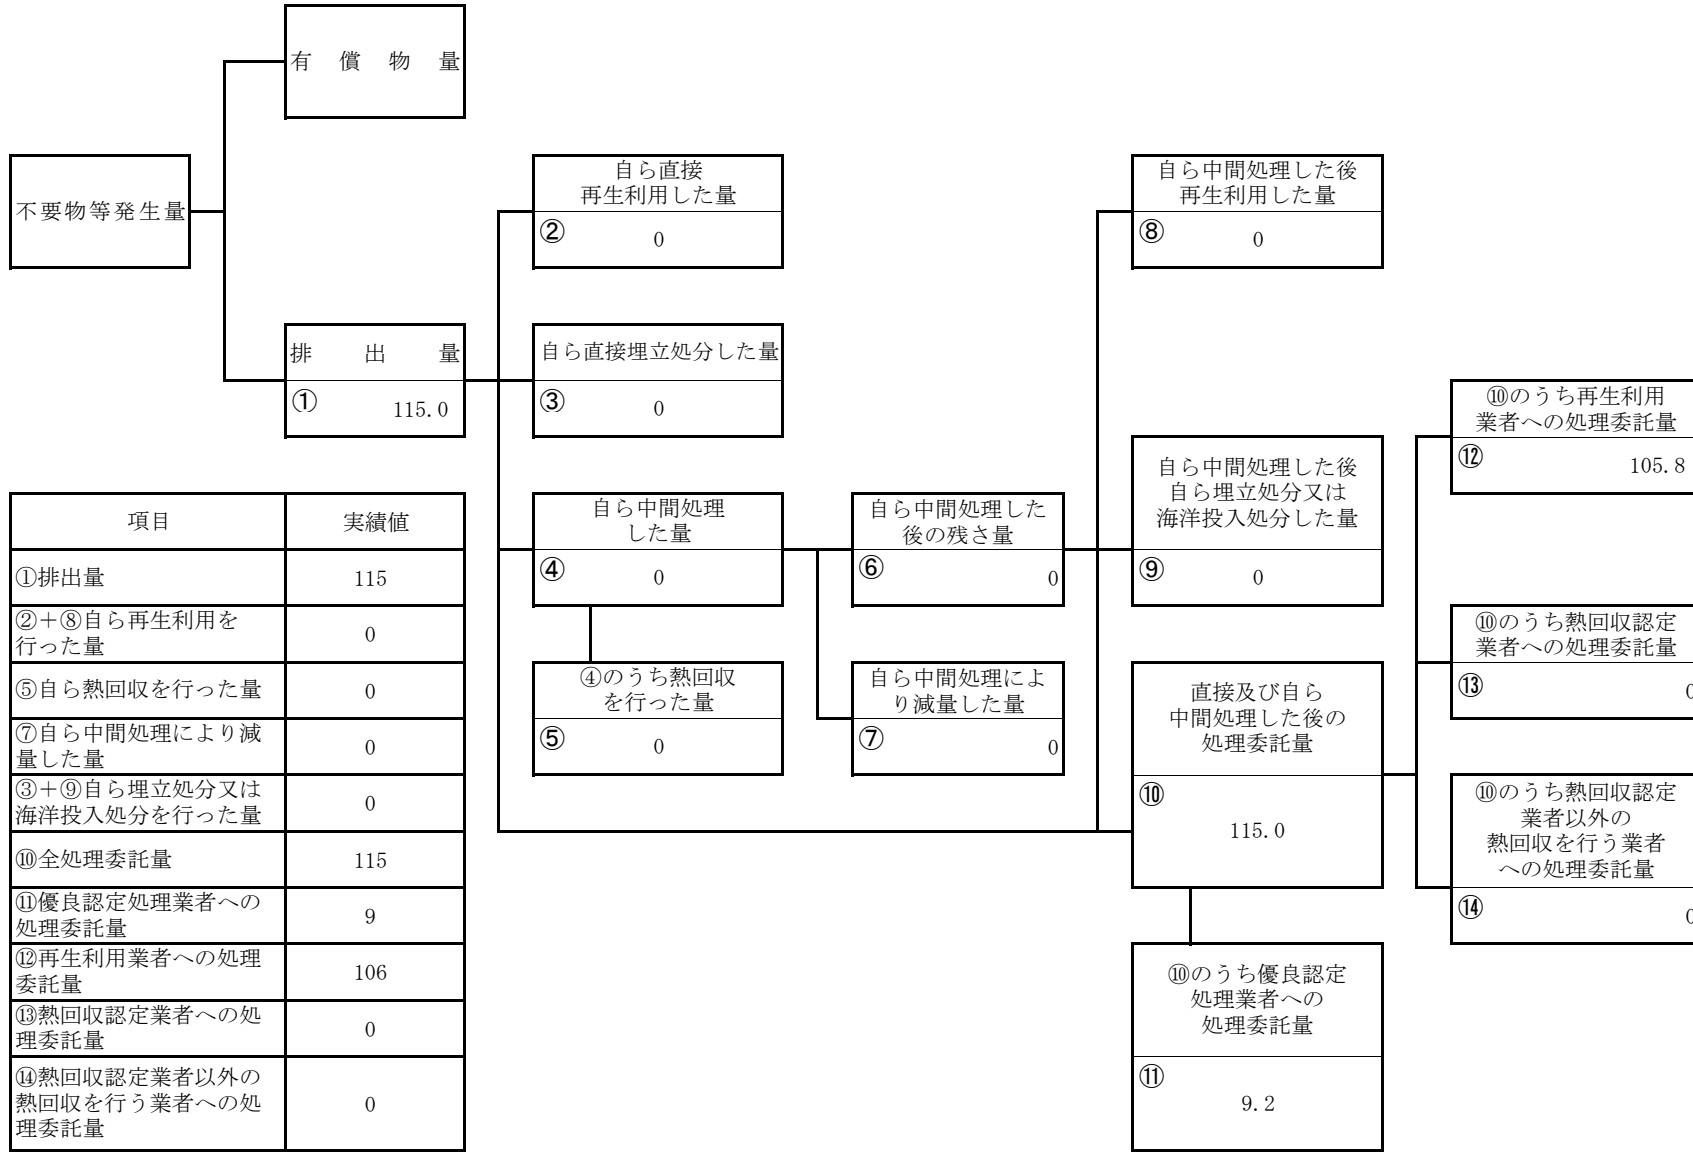 有償物量
不要物等発生量
自ら直接
再生利用した量
②
0
自ら中間処理した後
再生利用した量
⑧
0
排出量
①
115.0
自ら直接埋立処分した量
③
0
⑩のうち再生利用
業者への処理委託量
⑫
105.8
自ら中間処理
した量
④
0
自ら中間処理した
後の残さ量
⑥
0
自ら中間処理した後
自ら埋立処分又は
海洋投入処分した量
⑨
0
⑩のうち熱回収認定
業者への処理委託量
⑬
0
④のうち熱回収
を行った量
⑤
0
自ら中間処理によ
り減量した量
⑦
0
直接及び自ら
中間処理した後の
処理委託量
⑩
115.0
⑩のうち熱回収認定
業者以外の
熱回収を行う業者
への処理委託量
⑭
0
⑩のうち優良認定
処理業者への
処理委託量
⑪
9.2
項目 実績値
①排出量 115
②+⑧自ら再生利用を
行った量 0
⑤自ら熱回収を行った量 0
⑦自ら中間処理により減
量した量 0
③+⑨自ら埋立処分又は
海洋投入処分を行った量 0
⑩全処理委託量 115
⑪優良認定処理業者への
処理委託量 9
⑫再生利用業者への処理
委託量 106
⑬熱回収認定業者への処
理委託量 0
⑭熱回収認定業者以外の
熱回収を行う業者への処
理委託量 0